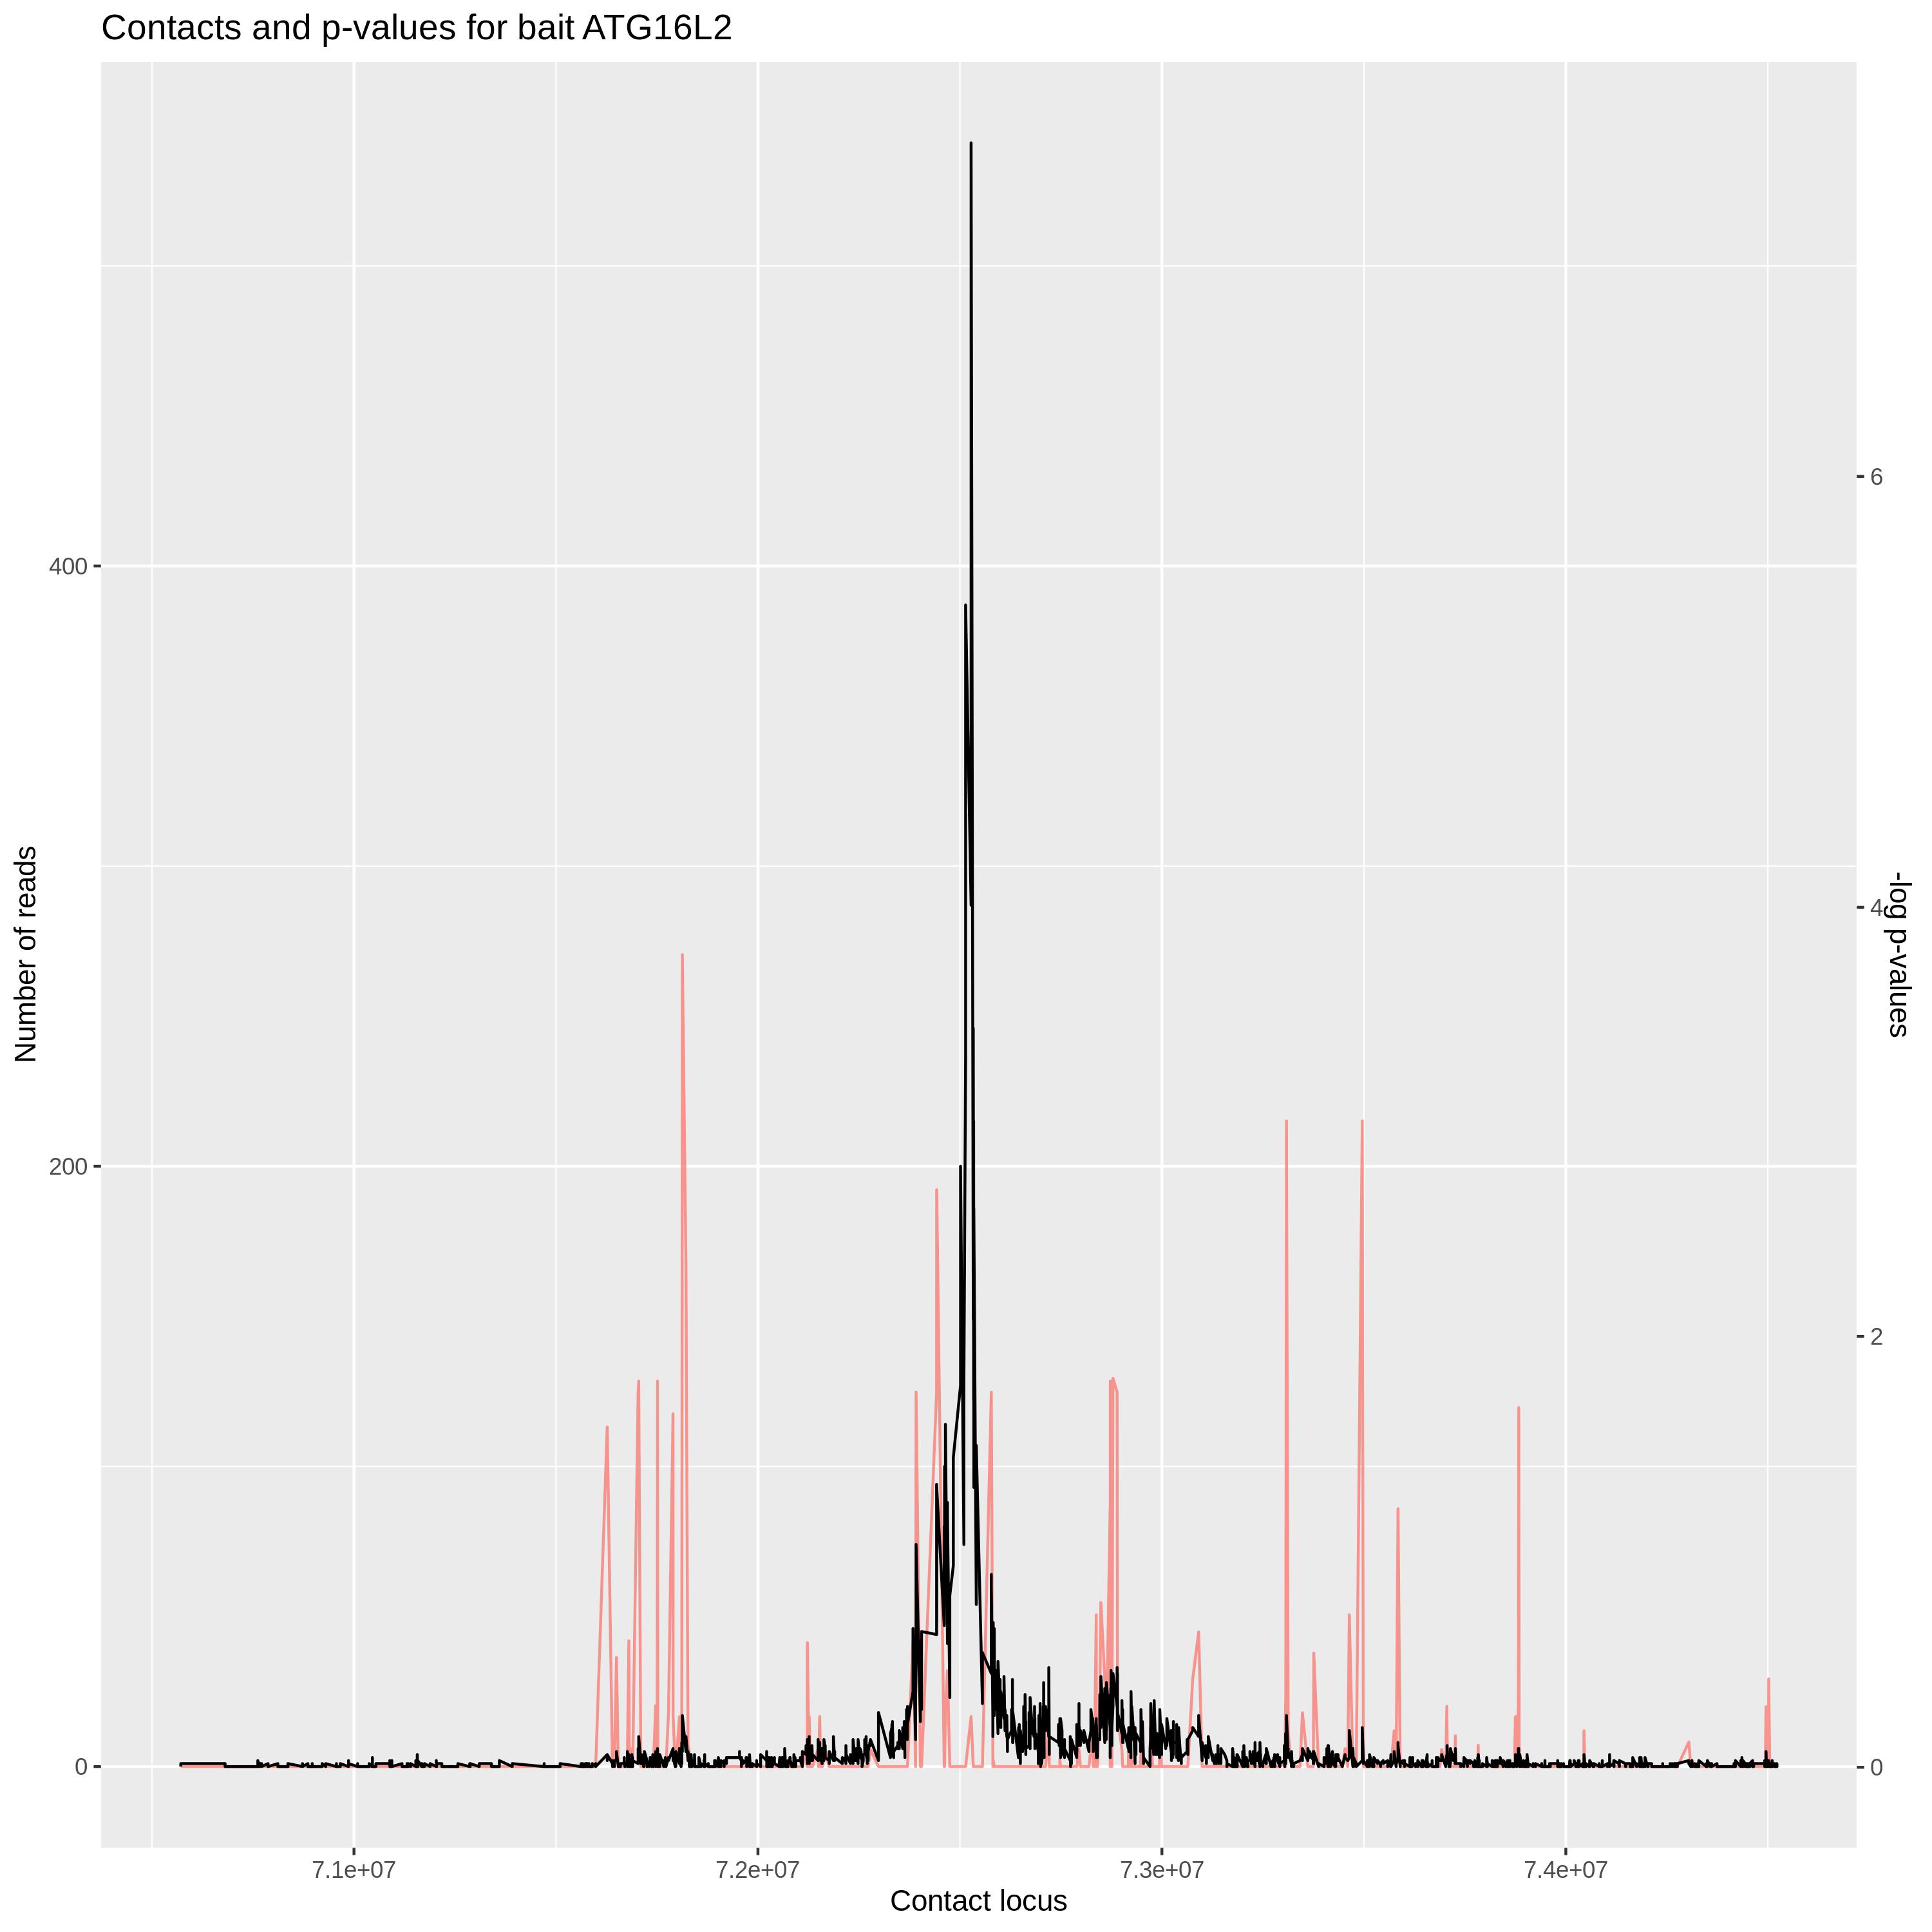 Contacts and p-values for bait ATG16L2
Number of reads
400
200
0
6
4
2
0
-log p-values
7.1e+07
7.2e+07
7.3e+07
7.4e+07
Contact locus